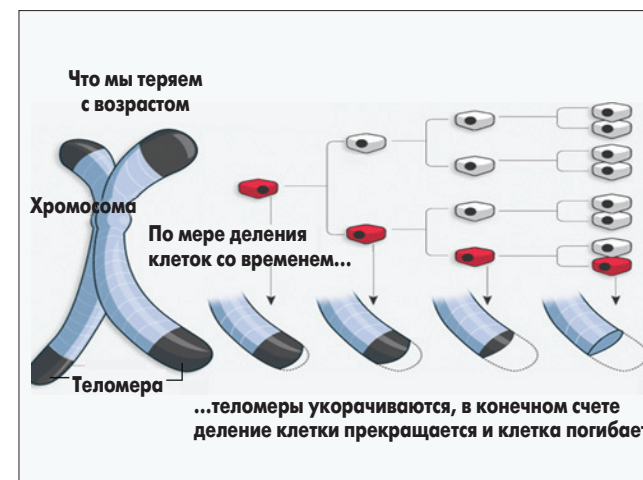 Что мы теряем
с возрастом
Хромосома
По мере деления
клеток со временем...
Теломера
...теломеры укорачиваются, в конечном счете
деление клетки прекращается и клетка погибает